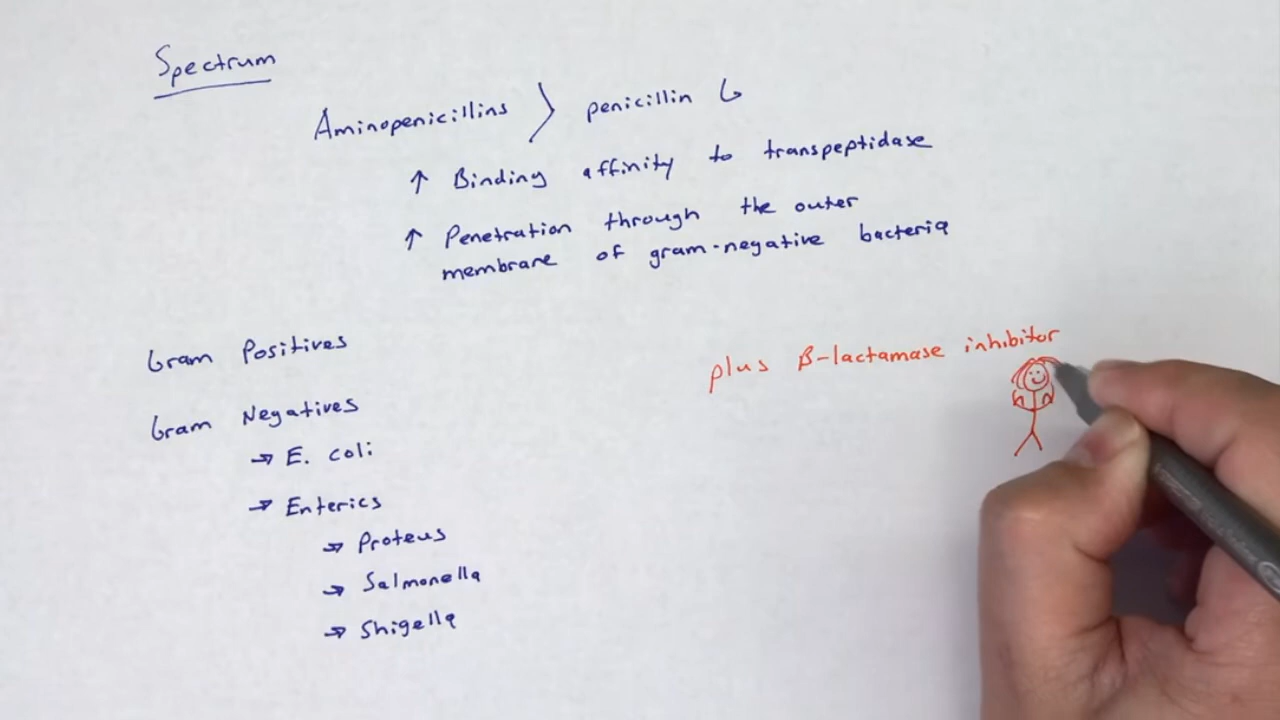 Spectrum
Aminopenicillins > penicillin G
↑ Binding affinity to transpeptidase
↑ Penetration through the outer
membrane of gram-negative bacteria
Gram Positives
Gram Negatives
→ E. coli
→ Enterics
→ Proteus
→ Salmonella
→ Shigella
plus β-lactamase inhibitor